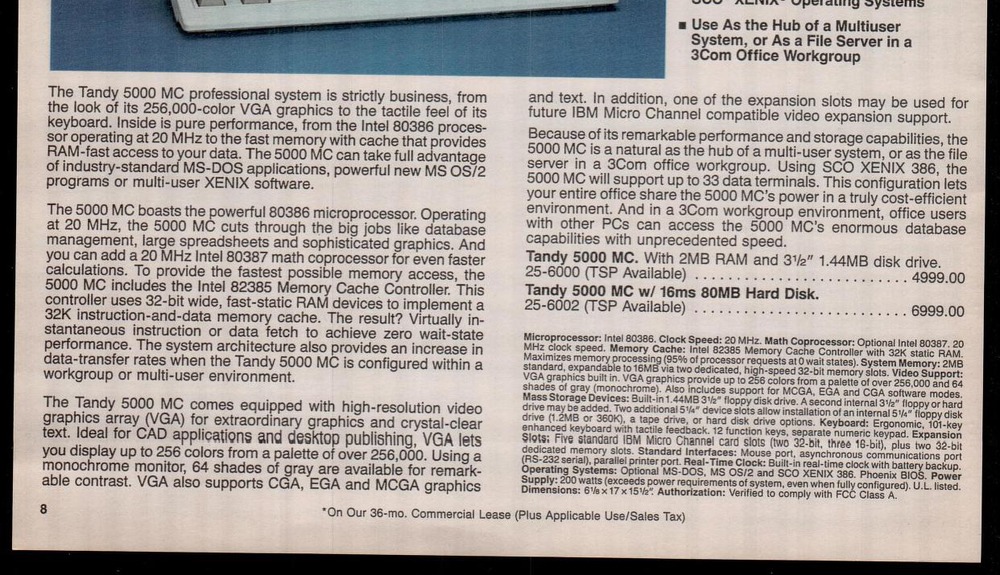 SCO® XENIX® Operating Systems
■ Use As the Hub of a Multiuser
System, or As a File Server in a
3Com Office Workgroup
The Tandy 5000 MC professional system is strictly business, from
the look of its 256,000-color VGA graphics to the tactile feel of its
keyboard. Inside is pure performance, from the Intel 80386 proces-
sor operating at 20 MHz to the fast memory with cache that provides
RAM-fast access to your data. The 5000 MC can take full advantage
of industry-standard MS-DOS applications, powerful new MS OS/2
programs or multi-user XENIX software.
The 5000 MC boasts the powerful 80386 microprocessor. Operating
at 20 MHz, the 5000 MC cuts through the big jobs like database
management, large spreadsheets and sophisticated graphics. And
you can add a 20 MHz Intel 80387 math coprocessor for even faster
calculations. To provide the fastest possible memory access, the
5000 MC includes the Intel 82385 Memory Cache Controller. This
controller uses 32-bit wide, fast-static RAM devices to implement a
32K instruction-and-data memory cache. The result? Virtually in-
stantaneous instruction or data fetch to achieve zero wait-state
performance. The system architecture also provides an increase in
data-transfer rates when the Tandy 5000 MC is configured within a
workgroup or multi-user environment.
The Tandy 5000 MC comes equipped with high-resolution video
graphics array (VGA) for extraordinary graphics and crystal-clear
text. Ideal for CAD applications and desktop publishing, VGA lets
you display up to 256 colors from a palette of over 256,000. Using a
monochrome monitor, 64 shades of gray are available for remark-
able contrast. VGA also supports CGA, EGA and MCGA graphics
and text. In addition, one of the expansion slots may be used for
future IBM Micro Channel compatible video expansion support.
Because of its remarkable performance and storage capabilities, the
5000 MC is a natural as the hub of a multi-user system, or as the file
server in a 3Com office workgroup. Using SCO XENIX 386, the
5000 MC will support up to 33 data terminals. This configuration lets
your entire office share the 5000 MC's power in a truly cost-efficient
environment. And in a 3Com workgroup environment, office users
with other PCs can access the 5000 MC's enormous database
capabilities with unprecedented speed.
Tandy 5000 MC. With 2MB RAM and 3½" 1.44MB disk drive.
25-6000 (TSP Available) . . . . . . . . . . . . . . . . . . . . . . 4999.00
Tandy 5000 MC w/ 16ms 80MB Hard Disk.
25-6002 (TSP Available) . . . . . . . . . . . . . . . . . . . . . . 6999.00
Microprocessor: Intel 80386. Clock Speed: 20 MHz. Math Coprocessor: Optional Intel 80387. 20
MHz clock speed. Memory Cache: Intel 82385 Memory Cache Controller with 32K static RAM.
Maximizes memory processing (95% of processor requests at 0 wait states). System Memory: 2MB
standard, expandable to 16MB via two dedicated, high-speed 32-bit memory slots. Video Support:
VGA graphics built in. VGA graphics provide up to 256 colors from a palette of over 256,000 and 64
shades of gray (monochrome). Also includes support for MCGA, EGA and CGA software modes.
Mass Storage Devices: Built-in 1.44MB 3½" floppy disk drive. A second internal 3½" floppy or hard
drive may be added. Two additional 5¼" device slots allow installation of an internal 5¼" floppy disk
drive (1.2MB or 360K), a tape drive, or hard disk drive options. Keyboard: Ergonomic, 101-key
enhanced keyboard with tactile feedback. 12 function keys, separate numeric keypad. Expansion
Slots: Five standard IBM Micro Channel card slots (two 32-bit, three 16-bit), plus two 32-bit
dedicated memory slots. Standard Interfaces: Mouse port, asynchronous communications port
(RS-232 serial), parallel printer port. Real-Time Clock: Built-in real-time clock with battery backup.
Operating Systems: Optional MS-DOS, MS OS/2 and SCO XENIX 386. Phoenix BIOS. Power
Supply: 200 watts (exceeds power requirements of system, even when fully configured). U.L. listed.
Dimensions: 6⅛ x 17 x 15½". Authorization: Verified to comply with FCC Class A.
8
*On Our 36-mo. Commercial Lease (Plus Applicable Use/Sales Tax)